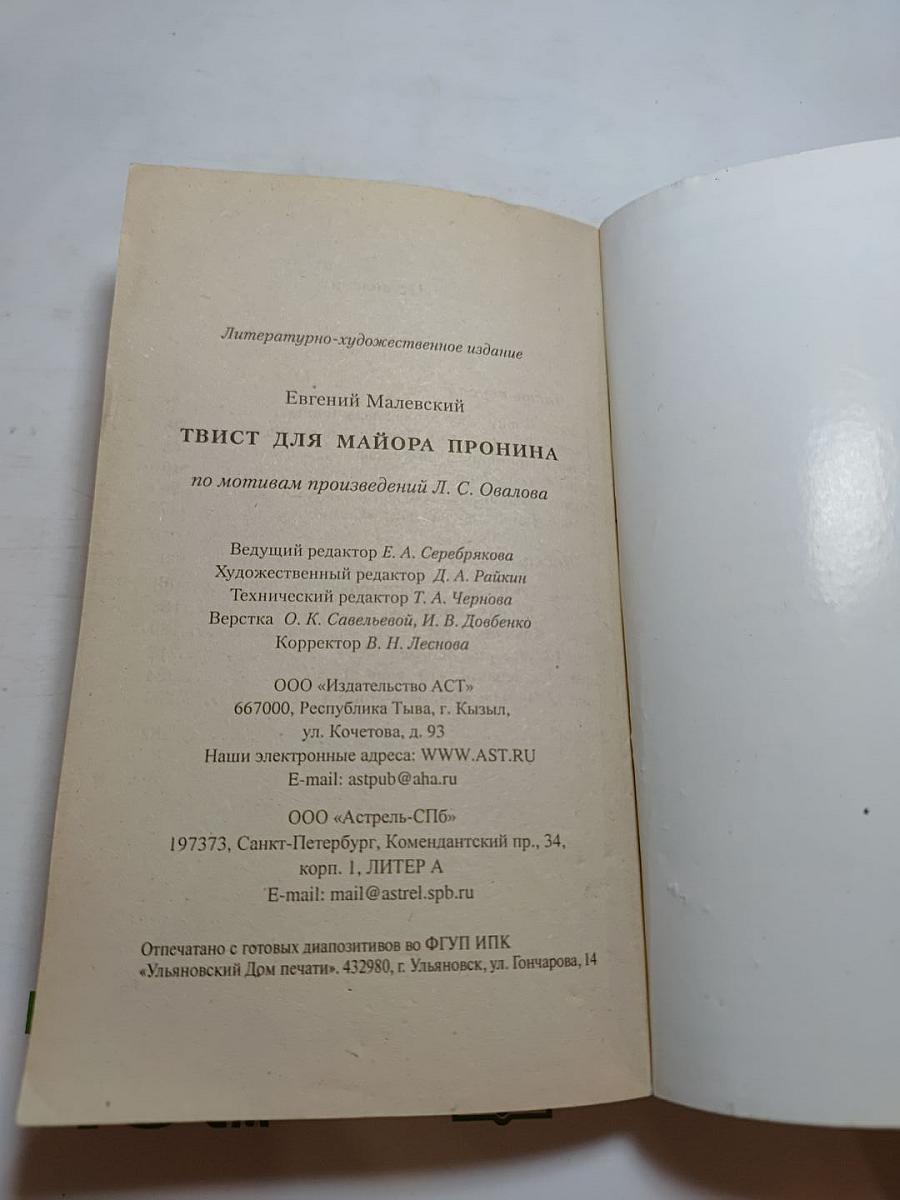 Литературно-художественное издание
Евгений Малевский
ТВИСТ ДЛЯ МАЙОРА ПРОНИНА
по мотивам произведений Л. С. Овалова
Ведущий редактор Е. А. Серебрякова
Художественный редактор Д. А. Райкин
Технический редактор Т. А. Чернова
Верстка О. К. Савельевой, И. В. Довбенко
Корректор В. Н. Леснова
ООО «Издательство АСТ»
667000, Республика Тыва, г. Кызыл,
ул. Кочетова, д. 93
Наши электронные адреса: WWW.AST.RU
E-mail: astpub@aha.ru
ООО «Астрель-СПб»
197373, Санкт-Петербург, Комендантский пр., 34,
корп. 1, ЛИТЕР А
E-mail: mail@astrel.spb.ru
Отпечатано с готовых диапозитивов во ФГУП ИПК
«Ульяновский Дом печати». 432980, г. Ульяновск, ул. Гончарова, 14